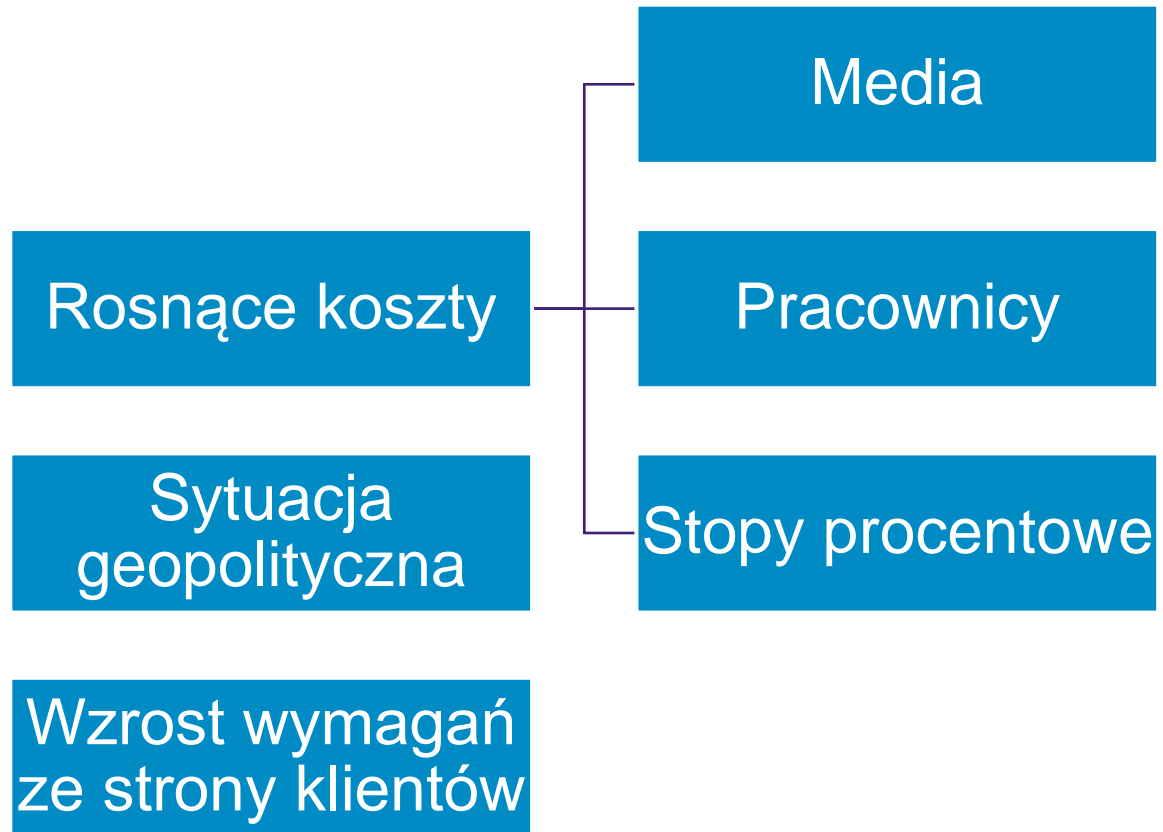 Media
Rosnące koszty
Pracownicy
Sytuacja
geopolityczna
Stopy procentowe
Wzrost wymagań
ze strony klientów